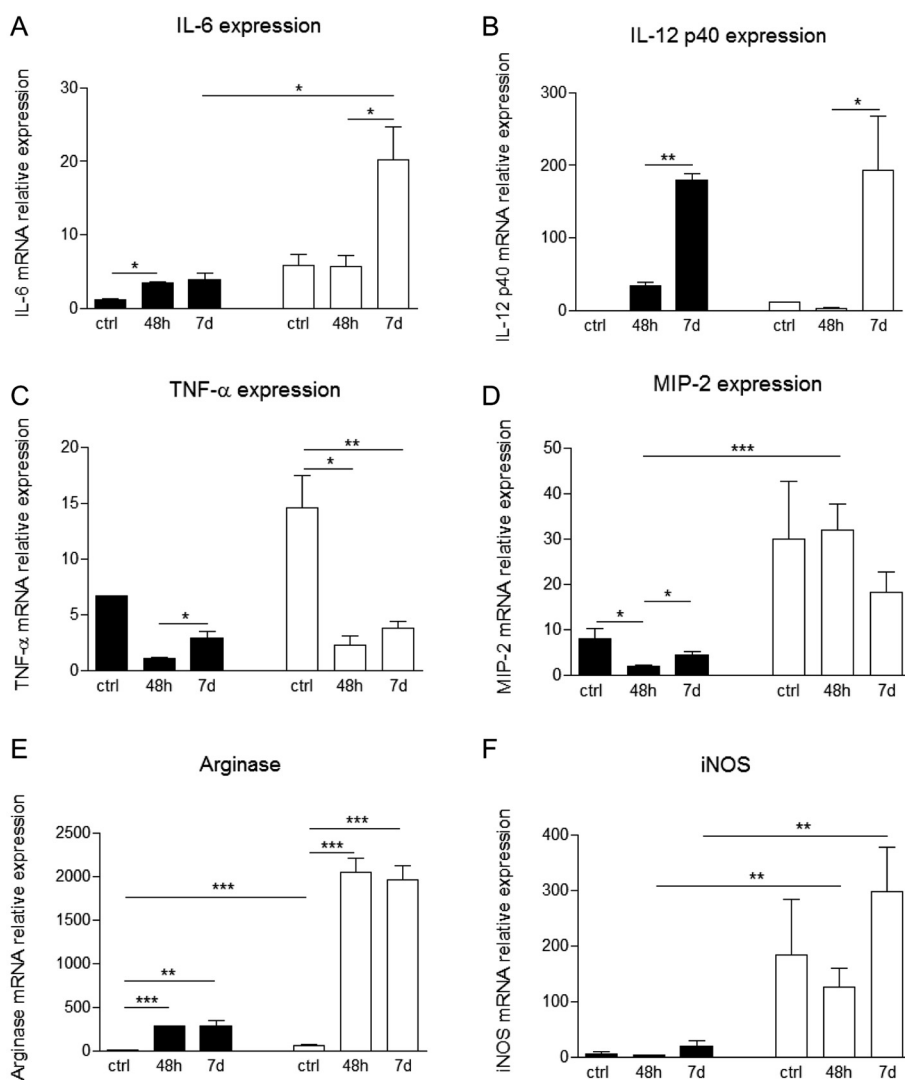 A
IL-6 expression
IL-6 mRNA relative expression
30
20
10
0
*
*
*
ctrl 48h 7d ctrl 48h 7d
B
IL-12 p40 expression
IL-12 p40 mRNA relative expression
300
200
100
0
**
*
ctrl 48h 7d ctrl 48h 7d
C
TNF-α expression
TNF-α mRNA relative expression
20
15
10
5
0
*
**
*
ctrl 48h 7d ctrl 48h 7d
D
MIP-2 expression
MIP-2 mRNA relative expression
50
40
30
20
10
0
***
*
*
ctrl 48h 7d ctrl 48h 7d
E
Arginase
Arginase mRNA relative expression
2500
2000
1500
1000
500
0
***
***
***
**
***
ctrl 48h 7d ctrl 48h 7d
F
iNOS
iNOS mRNA relative expression
400
300
200
100
0
**
**
ctrl 48h 7d ctrl 48h 7d